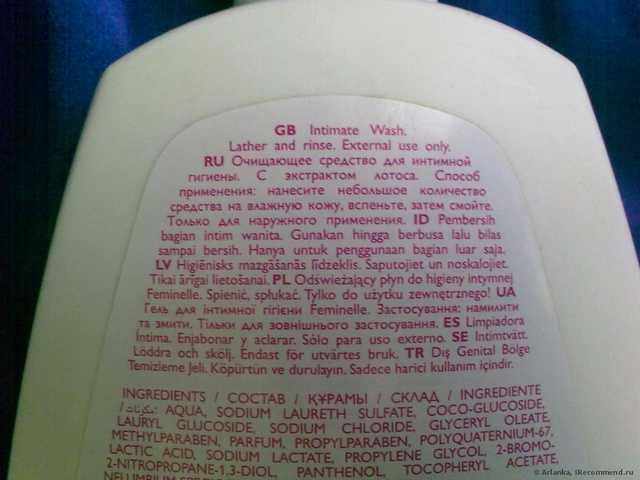 GB Intimate Wash.
Lather and rinse. External use only.
RU Очищающее средство для интимной
гигиены. С экстрактом лотоса. Способ
применения: нанесите небольшое количество
средства на влажную кожу, вспеньте, затем смойте.
Только для наружного применения. ID Pembersih
bagian intim wanita. Gunakan hingga berbusa lalu bilas
sampai bersih. Hanya untuk penggunaan bagian luar saja.
LV Higiēnisks mazgāšanās līdzeklis. Saputojiet un noskalojiet.
Tikai ārīgai lietošanai. PL Odświeżający płyn do higieny intymnej
Feminelle. Spienić, spłukać. Tylko do użytku zewnętrznego! UA
Гель для інтимної гігієни Feminelle. Застосування: намилити
та змити. Тільки для зовнішнього застосування. ES Limpiadora
Íntima. Enjabonar y aclarar. Sólo para uso externo. SE Intimtvätt.
Löddra och skölj. Endast för utvärtes bruk. TR Dış Genital Bölge
Temizleme Jeli. Köpürtün ve durulayın. Sadece harici kullanım içindir.
INGREDIENTS / СОСТАВ / ҚҰРАМЫ / СКЛАД / INGREDIENTE
/ مكونات: AQUA, SODIUM LAURETH SULFATE, COCO-GLUCOSIDE,
LAURYL GLUCOSIDE, SODIUM CHLORIDE, GLYCERYL OLEATE,
METHYLPARABEN, PARFUM, PROPYLPARABEN, POLYQUATERNIUM-67,
LACTIC ACID, SODIUM LACTATE, PROPYLENE GLYCOL, 2-BROMO-
2-NITROPROPANE-1,3-DIOL, PANTHENOL, TOCOPHERYL ACETATE,
© Arlanka, iRecommend.ru